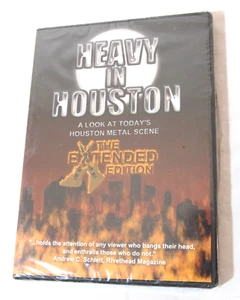 HEAVY
IN
HOUSTON
A LOOK AT TODAY'S
HOUSTON METAL SCENE
THE
EXTENDED
EDITION
"...holds the attention of any viewer who bangs their head,
and enthralls those who do not."
Andrew C. Schlett, Rivethead Magazine